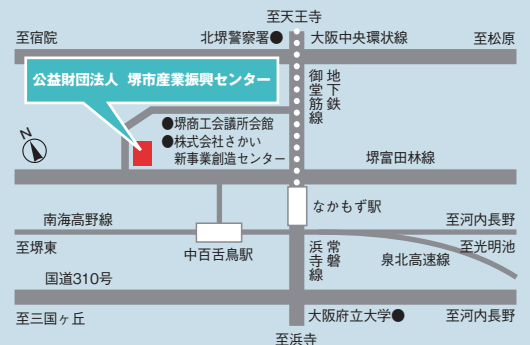 至天王寺
至宿院
北堺警察署●
大阪中央環状線
至松原
公益財団法人 堺市産業振興センター
地下鉄
御堂筋線
●堺商工会議所会館
●株式会社さかい
新事業創造センター
堺富田林線
N
なかもず駅
南海高野線
至河内長野
至堺東
中百舌鳥駅
常磐線
浜寺線
泉北高速線
至光明池
国道310号
至三国ヶ丘
大阪府立大学●
至河内長野
至浜寺